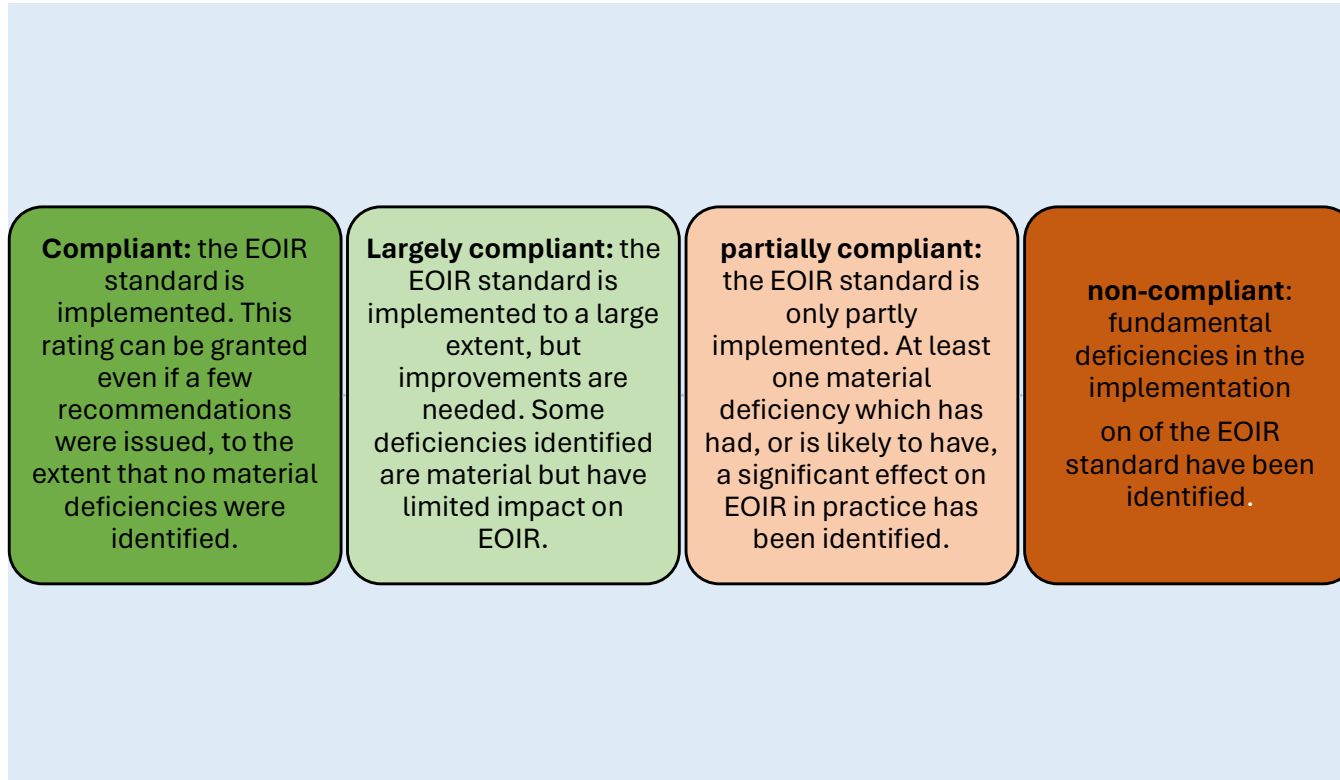 Compliant: the EOIR
standard is
implemented. This
rating can be granted
even if a few
recommendations
were issued, to the
extent that no material
deficiencies were
identified.
Largely compliant: the
EOIR standard is
implemented to a large
extent, but
improvements are
needed. Some
deficiencies identified
are material but have
limited impact on
EOIR.
partially compliant:
the EOIR standard is
only partly
implemented. At least
one material
deficiency which has
had, or is likely to have,
a significant effect on
EOIR in practice has
been identified.
non-compliant:
fundamental
deficiencies in the
implementation
on of the EOIR
standard have been
identified.